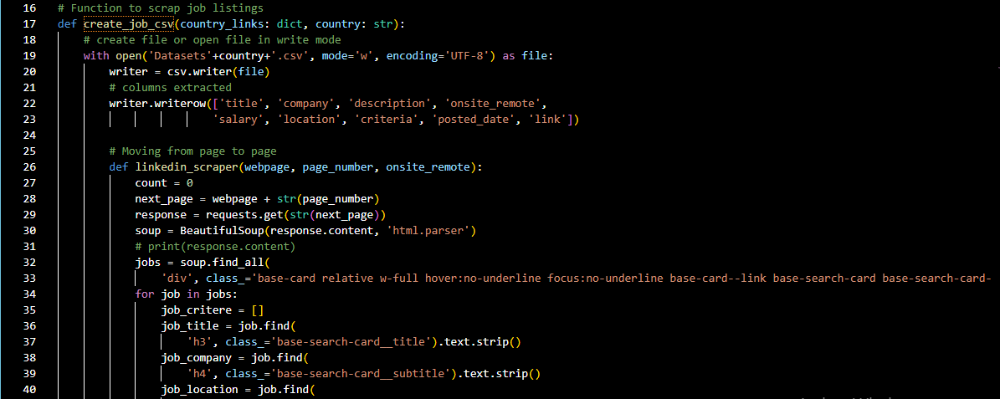 16 # Function to scrap job listings
17 def create_job_csv(country_links: dict, country: str):
18 # create file or open file in write mode
19 with open('Datasets'+country+'.csv', mode='w', encoding='UTF-8') as file:
20 writer = csv.writer(file)
21 # columns extracted
22 writer.writerow(['title', 'company', 'description', 'onsite_remote',
23 'salary', 'location', 'criteria', 'posted_date', 'link'])
24
25 # Moving from page to page
26 def linkedin_scraper(webpage, page_number, onsite_remote):
27 count = 0
28 next_page = webpage + str(page_number)
29 response = requests.get(str(next_page))
30 soup = BeautifulSoup(response.content, 'html.parser')
31 # print(response.content)
32 jobs = soup.find_all(
33 'div', class_='base-card relative w-full hover:no-underline focus:no-underline base-card--link base-search-card base-search-card-
34 for job in jobs:
35 job_critere = []
36 job_title = job.find(
37 'h3', class_='base-search-card__title').text.strip()
38 job_company = job.find(
39 'h4', class_='base-search-card__subtitle').text.strip()
40 job_location = job.find(